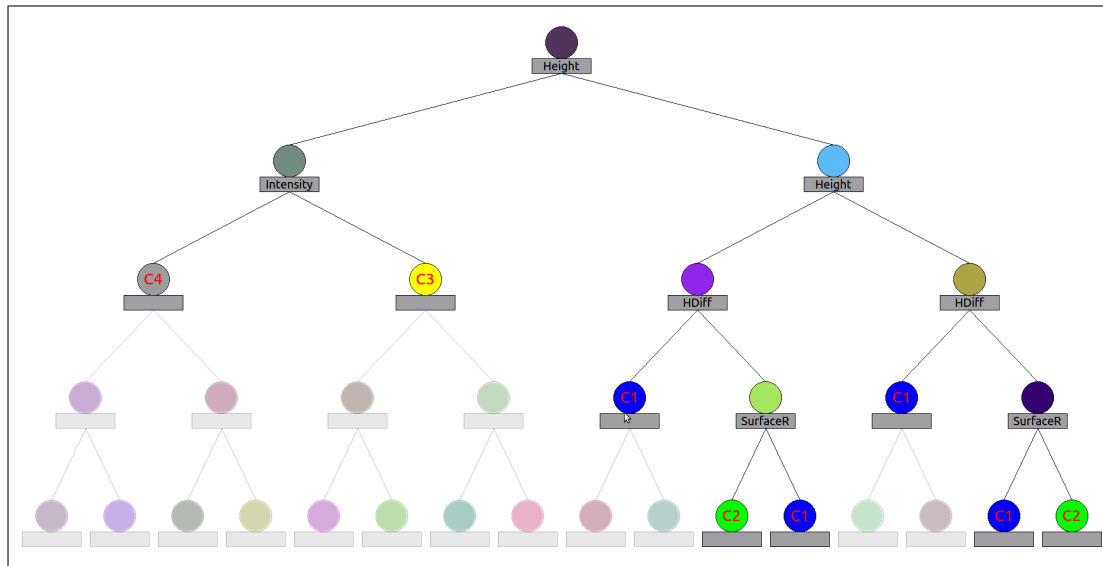 Height
Intensity Height
C4 C3
HDiff HDiff
C1 C1
SurfaceR SurfaceR
C2 C1 C1 C2